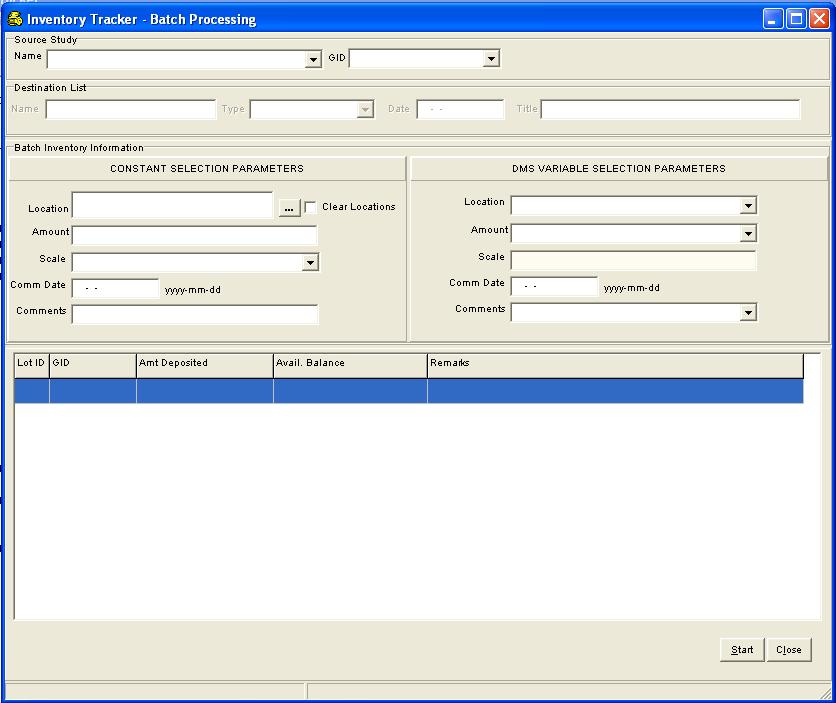 Inventory Tracker - Batch Processing
Source Study
Name GID
Destination List
Name Type Date - - Title
Batch Inventory Information
CONSTANT SELECTION PARAMETERS DMS VARIABLE SELECTION PARAMETERS
Location ... Clear Locations Location
Amount Amount
Scale Scale
Comm Date - - yyyy-mm-dd Comm Date - - yyyy-mm-dd
Comments Comments
Lot ID GID Amt Deposited Avail. Balance Remarks
Start Close